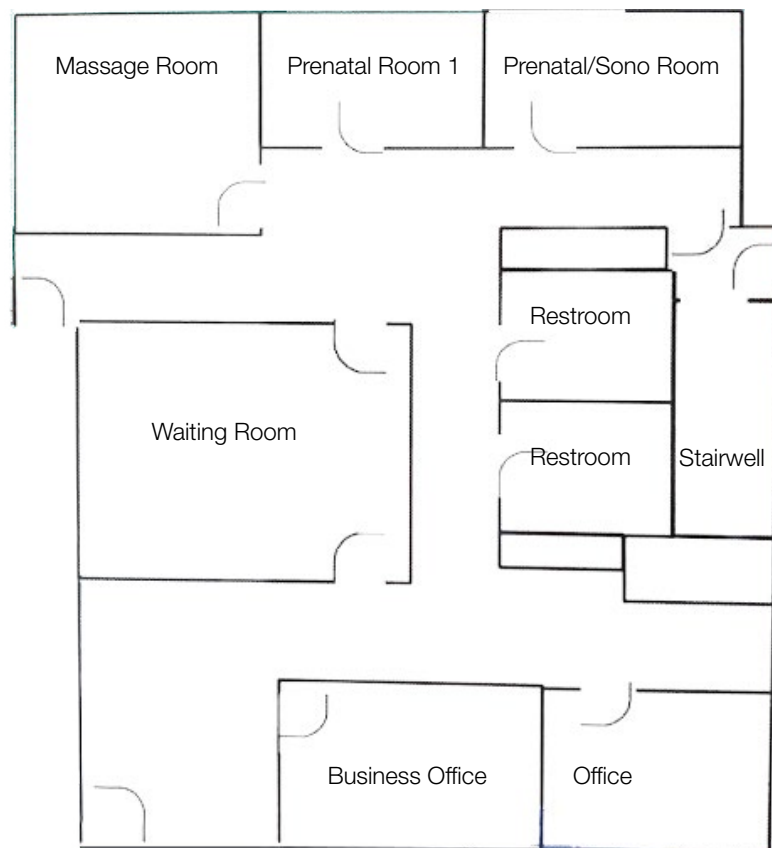 Massage Room
Prenatal Room 1
Prenatal/Sono Room
Restroom
Waiting Room
Restroom
Stairwell
Business Office
Office